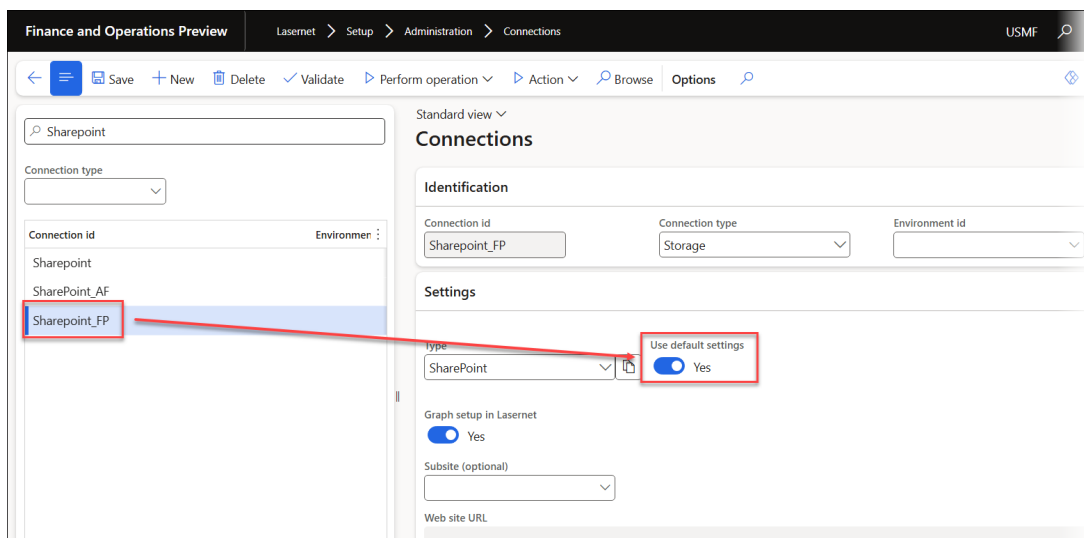 Finance and Operations Preview
Lasernet > Setup > Administration > Connections
USMF
Save
New
Delete
Validate
Perform operation
Action
Browse
Options
Sharepoint
Connection type
Connection id
Environmen
Sharepoint
SharePoint_AF
Sharepoint_FP
Standard view
Connections
Identification
Connection id
Connection type
Environment id
Sharepoint_FP
Storage
Settings
Type
Use default settings
SharePoint
Yes
Graph setup in Lasernet
Yes
Subsite (optional)
Web site URL